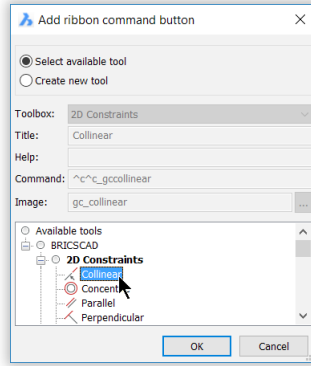 Add ribbon command button
Select available tool
Create new tool
Toolbox: 2D Constraints
Title: Collinear
Help:
Command: ^c^c_gccollinear
Image: gc_collinear ...
Available tools
BRICSCAD
2D Constraints
Collinear
Concent
Parallel
Perpendicular
OK Cancel